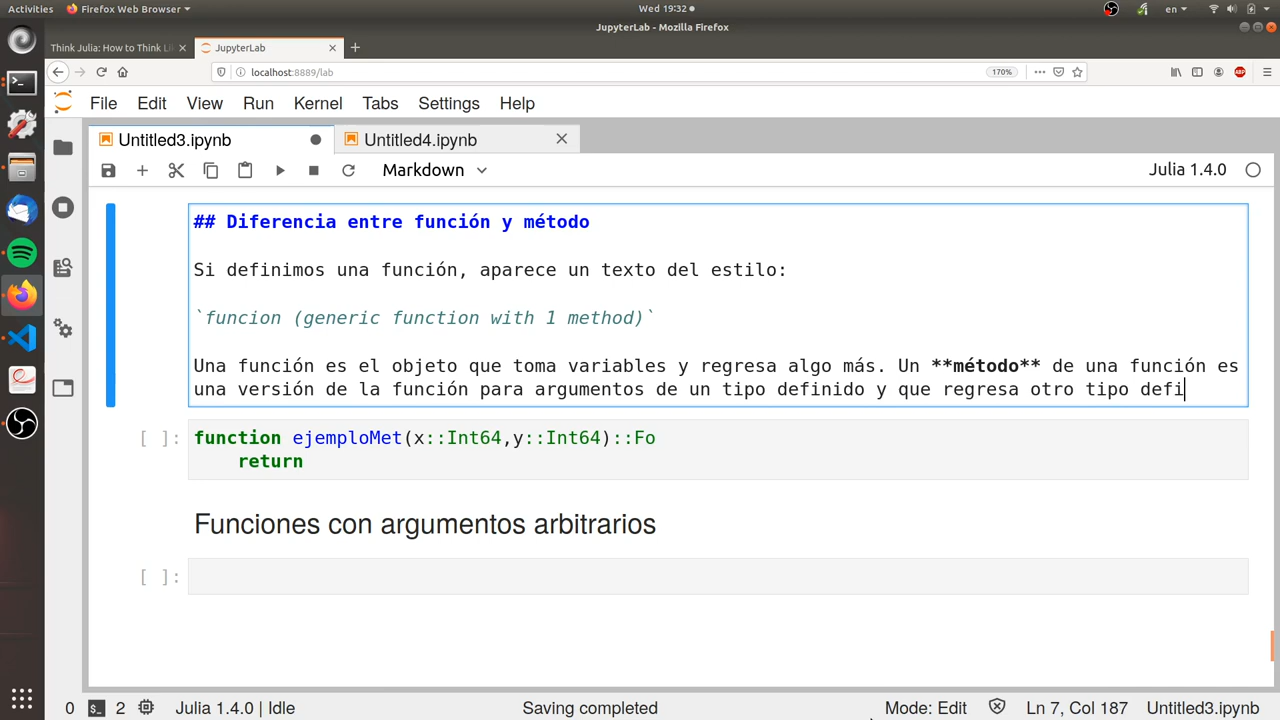 Activities Firefox Web Browser Wed 19:32 en
JupyterLab - Mozilla Firefox
Think Julia: How to Think Li JupyterLab
localhost:8889/lab 170% ABP
File Edit View Run Kernel Tabs Settings Help
Untitled3.ipynb Untitled4.ipynb
Markdown Julia 1.4.0
## Diferencia entre función y método
Si definimos una función, aparece un texto del estilo:
`funcion (generic function with 1 method)`
Una función es el objeto que toma variables y regresa algo más. Un **método** de una función es
una versión de la función para argumentos de un tipo definido y que regresa otro tipo defi
[ ]: function ejemploMet(x::Int64,y::Int64)::Fo
return
Funciones con argumentos arbitrarios
[ ]:
0 2 Julia 1.4.0 | Idle Saving completed Mode: Edit Ln 7, Col 187 Untitled3.ipynb